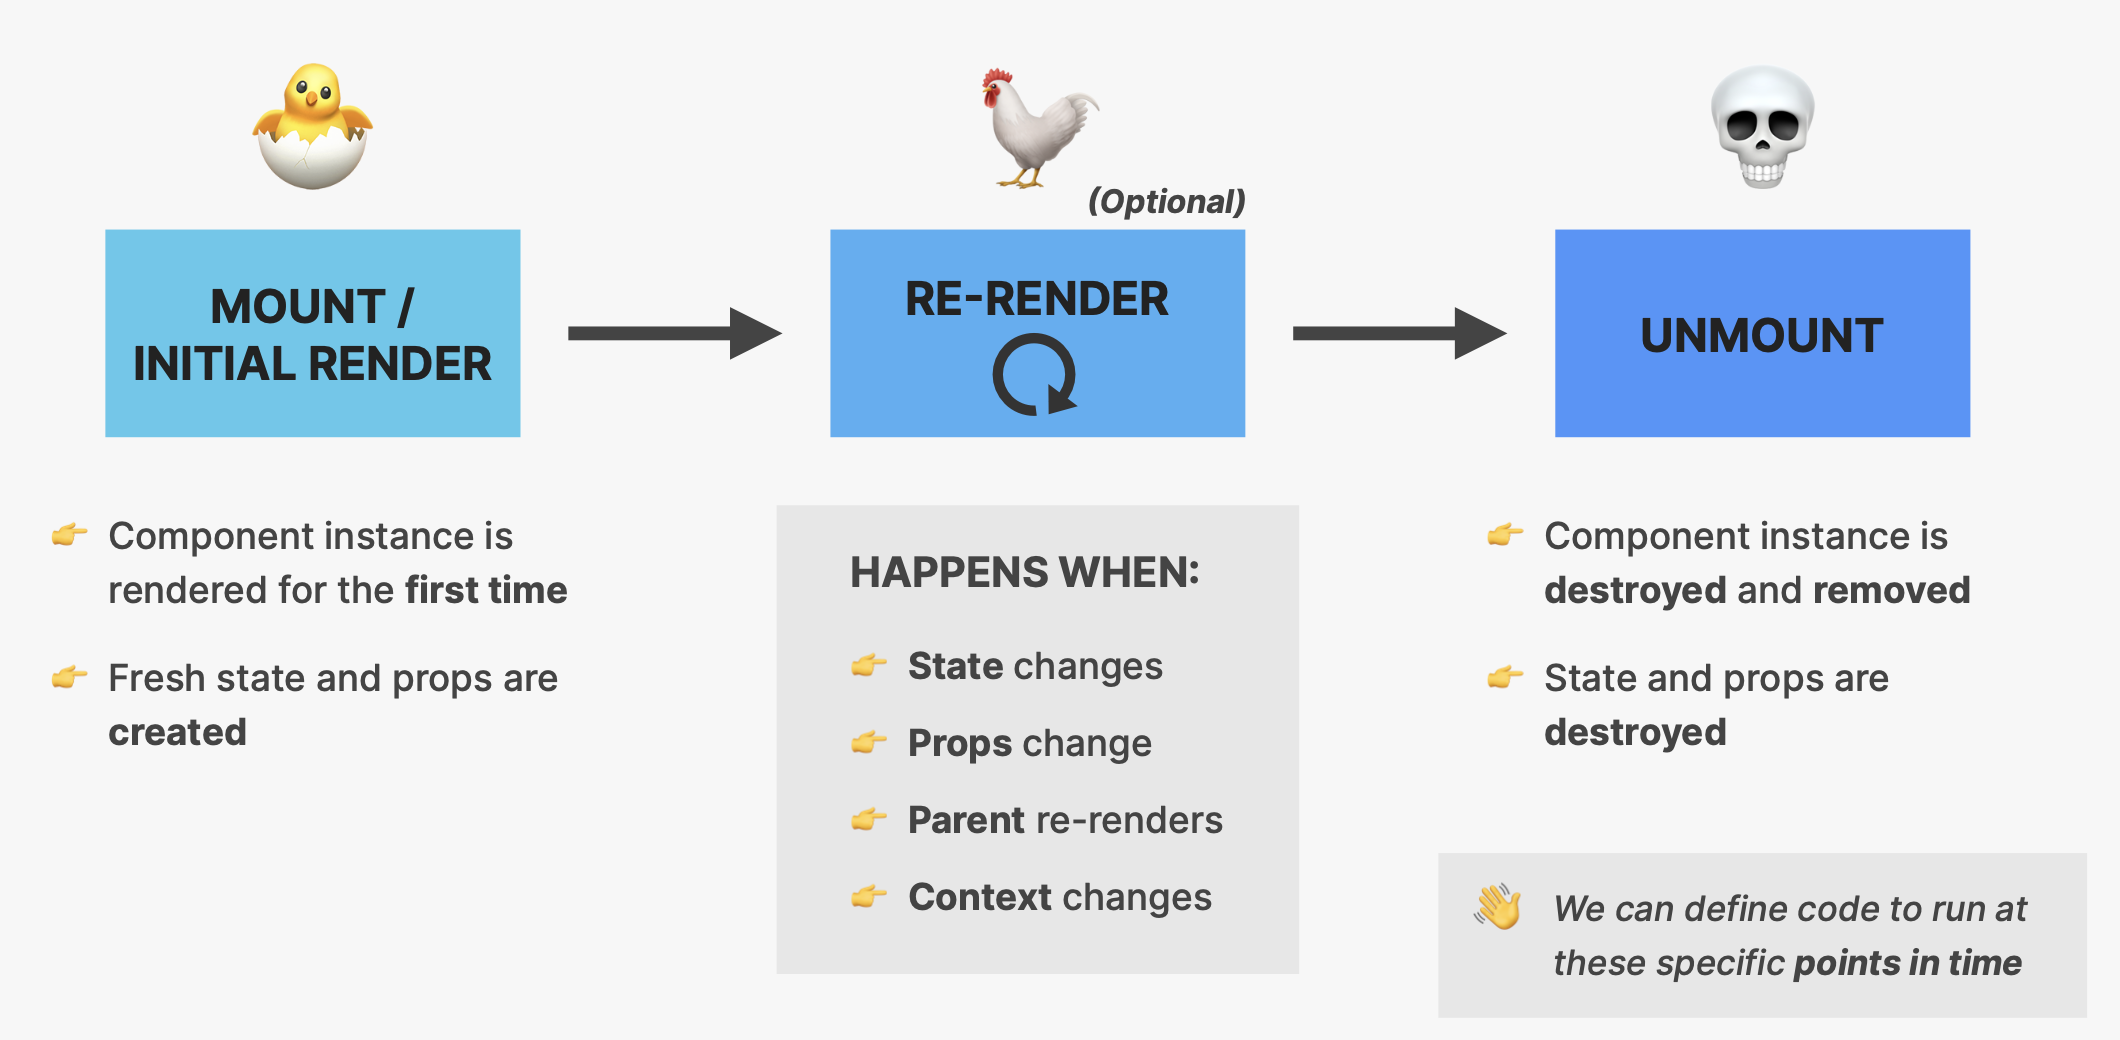 (Optional)
MOUNT /
INITIAL RENDER
RE-RENDER
UNMOUNT
Component instance is
rendered for the first time
Fresh state and props are
created
HAPPENS WHEN:
State changes
Props change
Parent re-renders
Context changes
Component instance is
destroyed and removed
State and props are
destroyed
We can define code to run at
these specific points in time